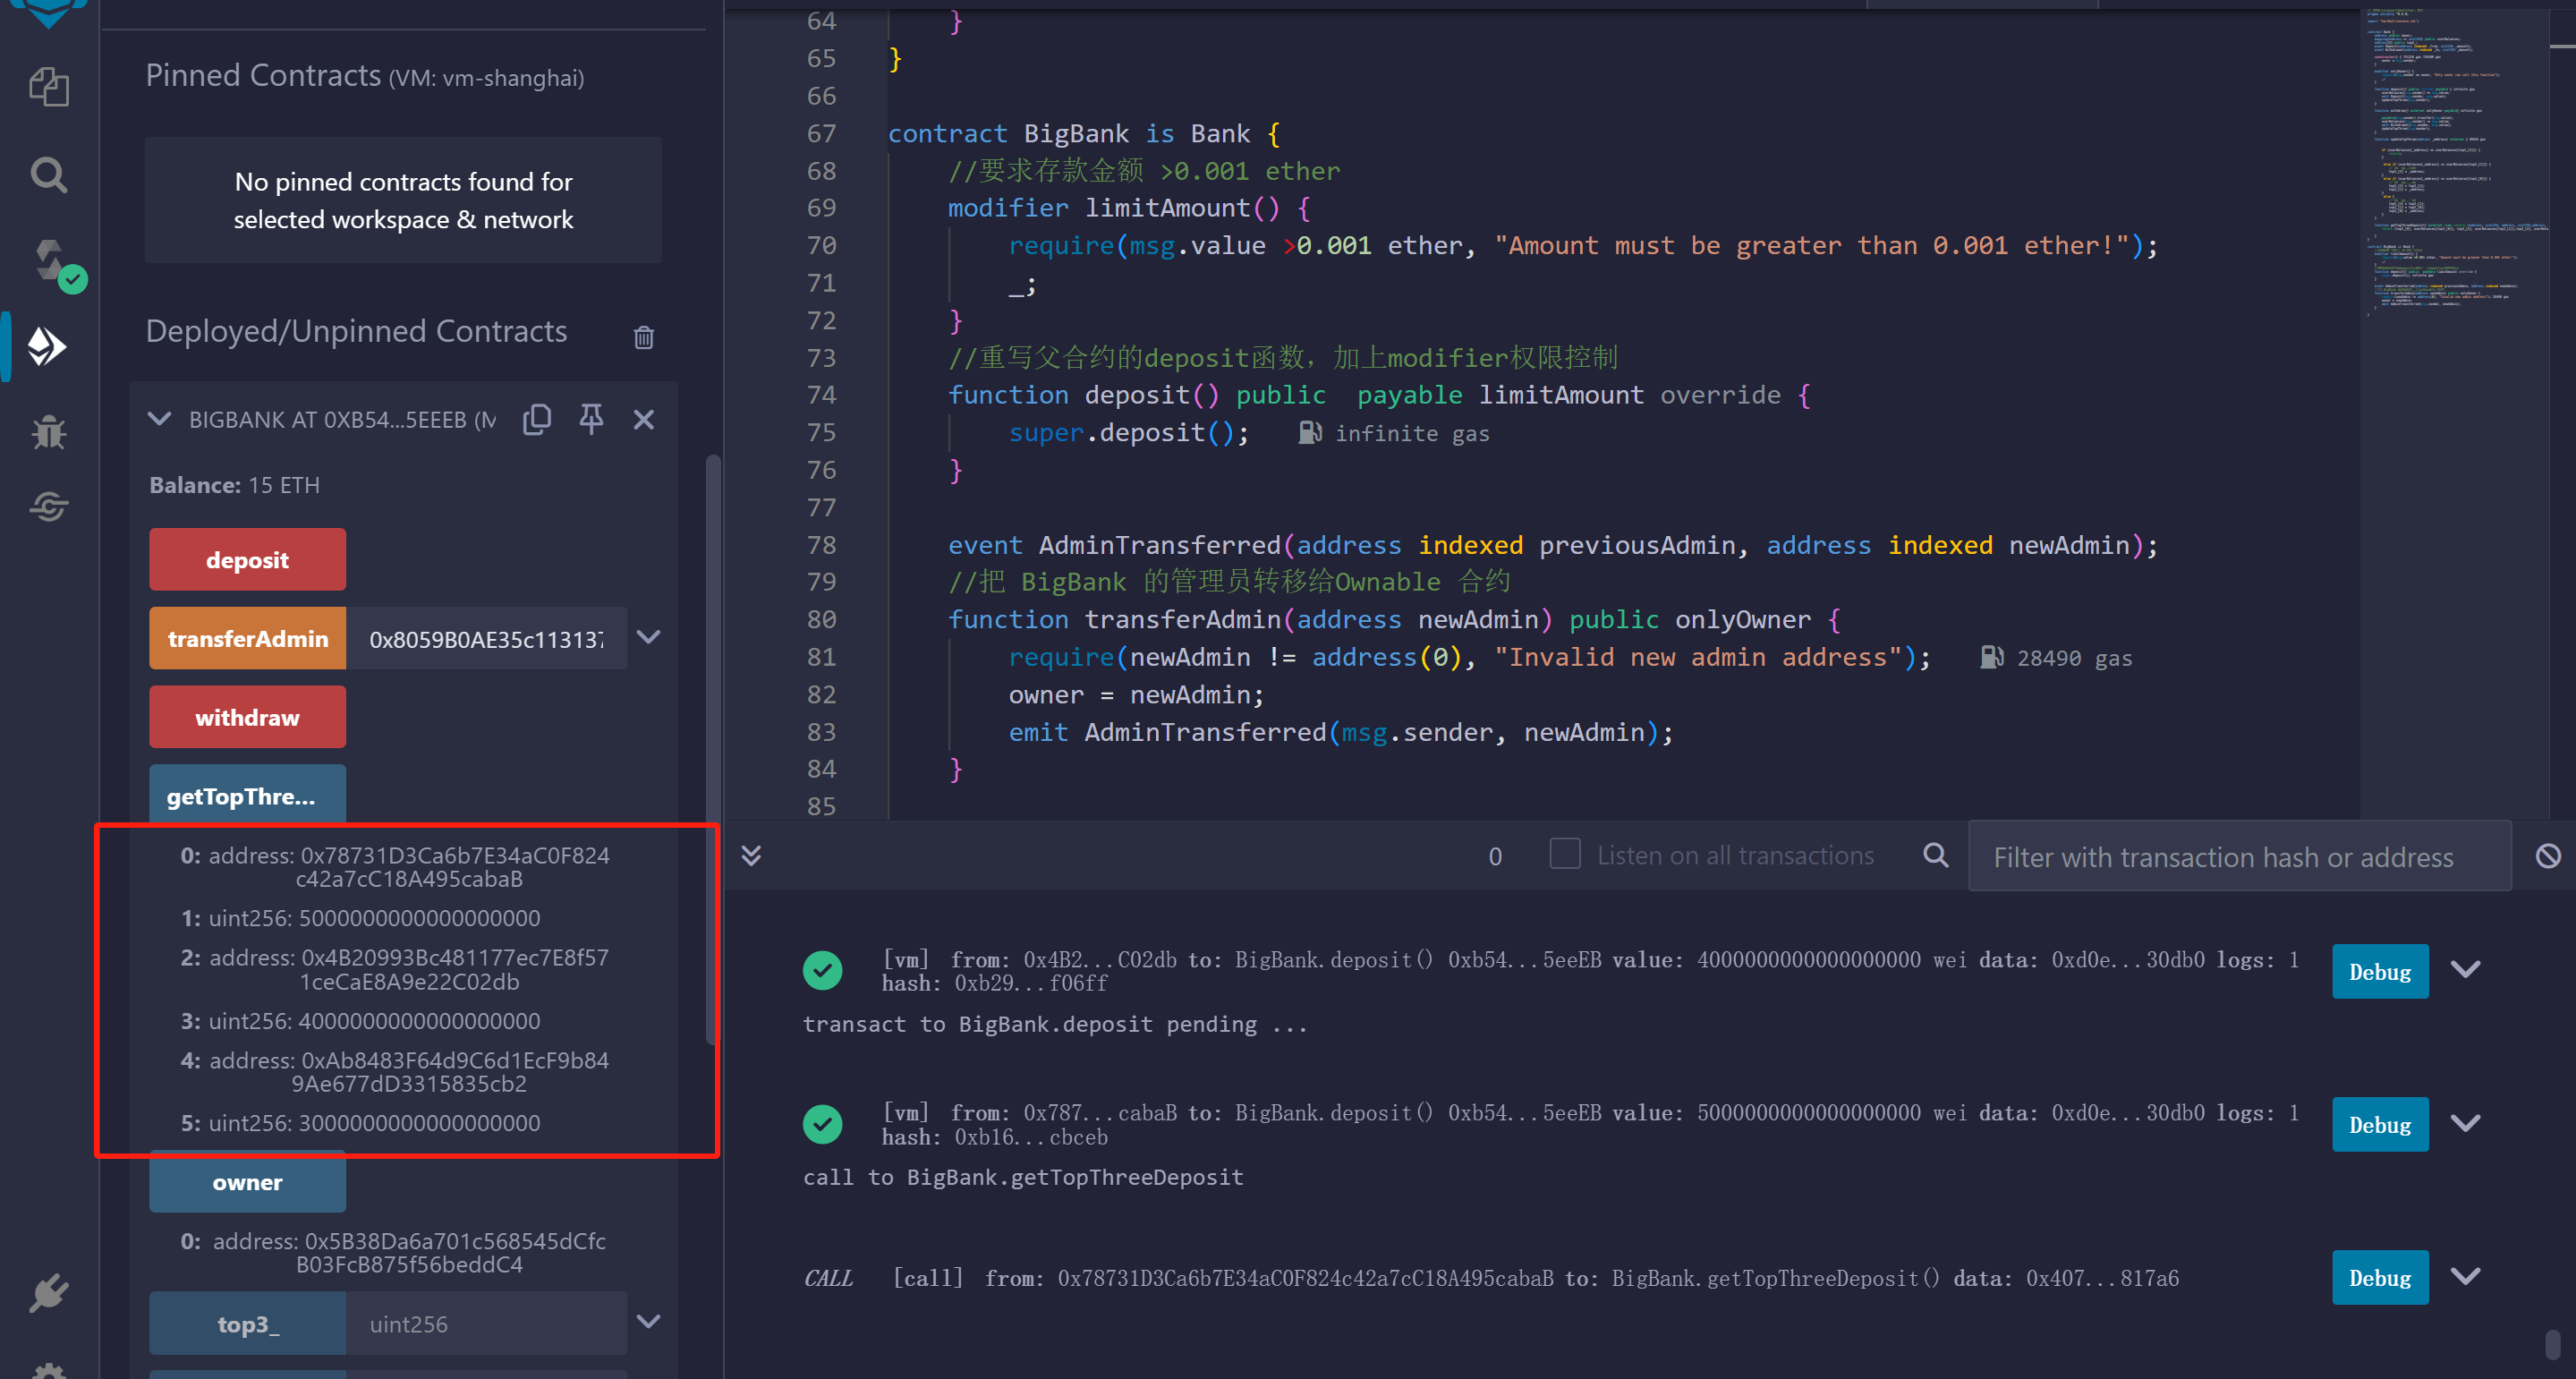 Pinned Contracts (VM: vm-shanghai)
No pinned contracts found for
selected workspace & network
Deployed/Unpinned Contracts
BIGBANK AT 0XB54...5EEEB (M
Balance: 15 ETH
deposit
transferAdmin 0x8059B0AE35c113137
withdraw
getTopThre...
0: address: 0x78731D3Ca6b7E34aC0F824
c42a7cC18A495cabaB
1: uint256: 5000000000000000000
2: address: 0x4B20993Bc481177ec7E8f57
1ceCaE8A9e22C02db
3: uint256: 4000000000000000000
4: address: 0xAb8483F64d9C6d1EcF9b84
9Ae677dD3315835cb2
5: uint256: 3000000000000000000
owner
0: address: 0x5B38Da6a701c568545dCfc
B03FcB875f56beddC4
top3_ uint256
64 }
65 }
66
67 contract BigBank is Bank {
68 //要求存款金额 >0.001 ether
69 modifier limitAmount() {
70 require(msg.value >0.001 ether, "Amount must be greater than 0.001 ether!");
71 _;
72 }
73 //重写父合约的deposit函数，加上modifier权限控制
74 function deposit() public  payable limitAmount override {
75 super.deposit(); infinite gas
76 }
77
78 event AdminTransferred(address indexed previousAdmin, address indexed newAdmin);
79 //把 BigBank 的管理员转移给Ownable 合约
80 function transferAdmin(address newAdmin) public onlyOwner {
81 require(newAdmin != address(0), "Invalid new admin address"); 28490 gas
82 owner = newAdmin;
83 emit AdminTransferred(msg.sender, newAdmin);
84 }
85
0 Listen on all transactions Filter with transaction hash or address
[vm] from: 0x4B2...C02db to: BigBank.deposit() 0xb54...5eeEB value: 4000000000000000000 wei data: 0xd0e...30db0 logs: 1 Debug
hash: 0xb29...f06ff
transact to BigBank.deposit pending ...
[vm] from: 0x787...cabaB to: BigBank.deposit() 0xb54...5eeEB value: 5000000000000000000 wei data: 0xd0e...30db0 logs: 1 Debug
hash: 0xb16...cbceb
call to BigBank.getTopThreeDeposit
CALL [call] from: 0x78731D3Ca6b7E34aC0F824c42a7cC18A495cabaB to: BigBank.getTopThreeDeposit() data: 0x407...817a6 Debug